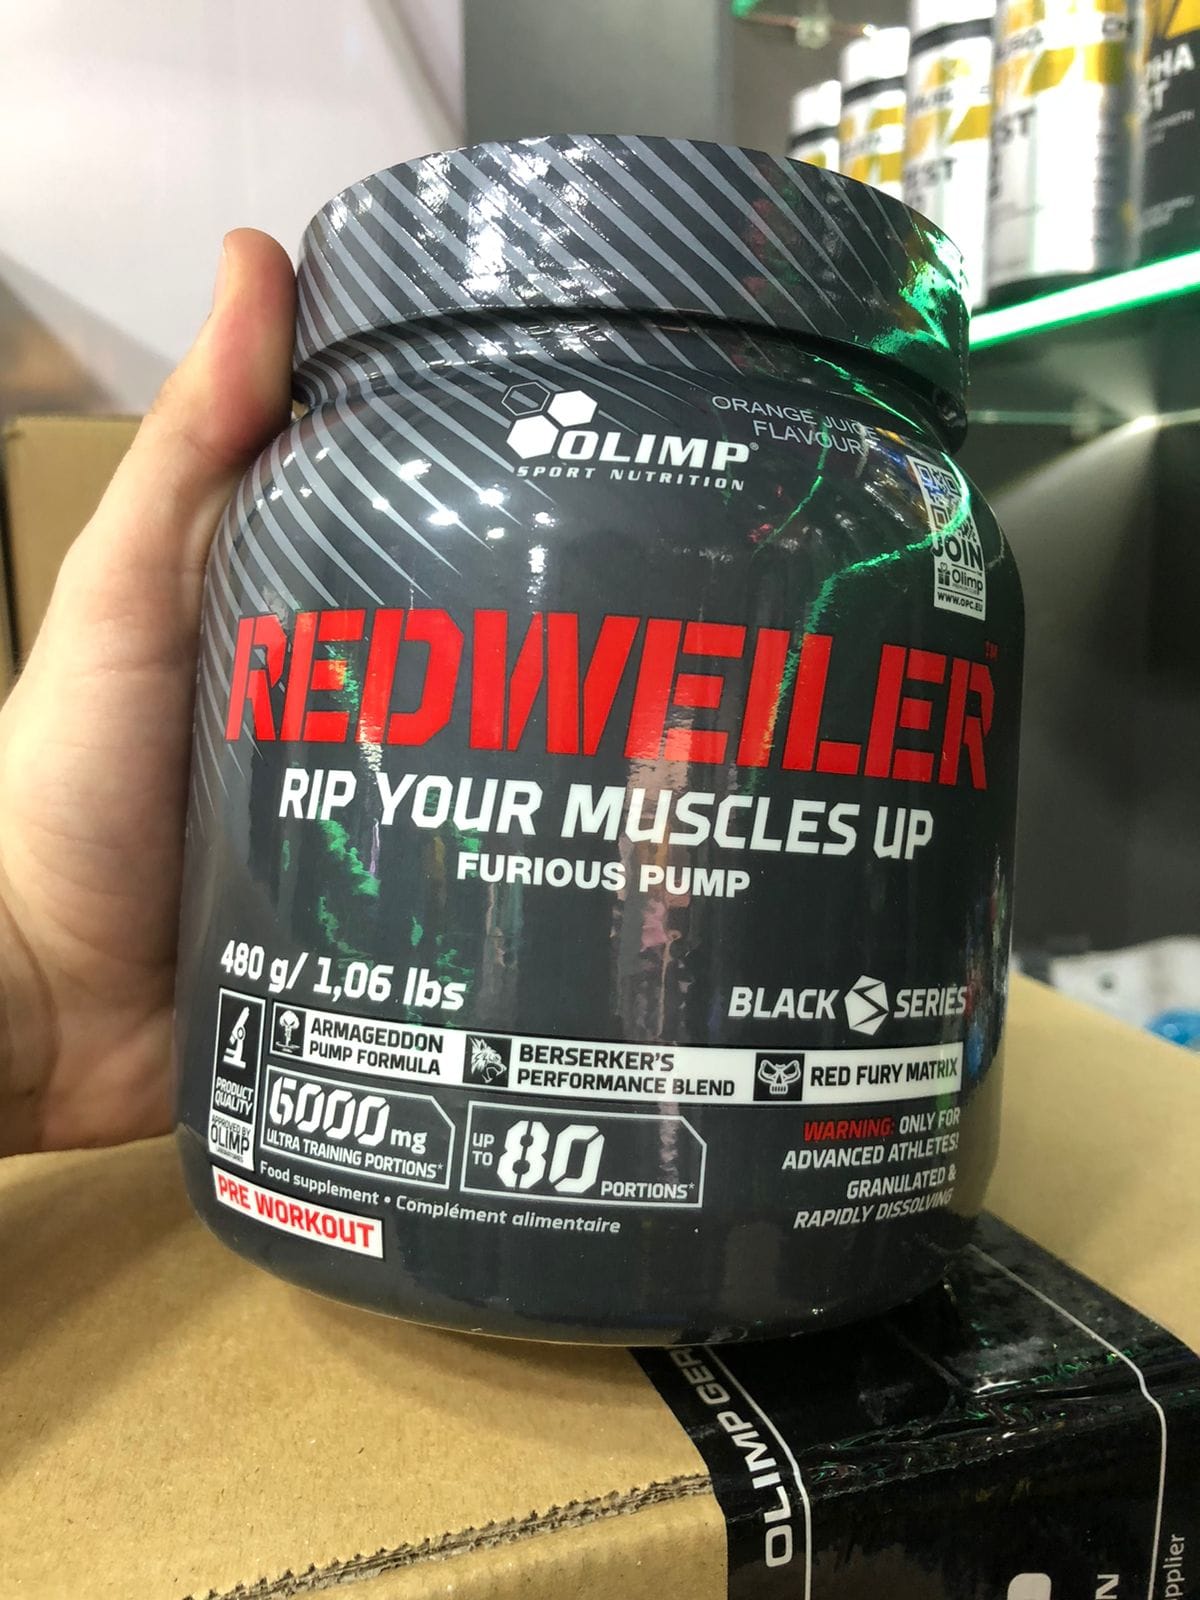 OLIMP®
SPORT NUTRITION
ORANGE JUICE
FLAVOUR
JOIN
Olimp
WWW.OPC.EU
REDWEILER™
RIP YOUR MUSCLES UP
FURIOUS PUMP
480 g/ 1,06 lbs
BLACK SERIES
PRODUCT
QUALITY
APPROVED BY
OLIMP
ARMAGEDDON
PUMP FORMULA
BERSERKER'S
PERFORMANCE BLEND
RED FURY MATRIX
6000 mg
ULTRA TRAINING PORTIONS*
UP
TO 80 PORTIONS*
WARNING: ONLY FOR
ADVANCED ATHLETES!
GRANULATED &
RAPIDLY DISSOLVING
Food supplement • Complément alimentaire
PRE WORKOUT
OLIMP GER